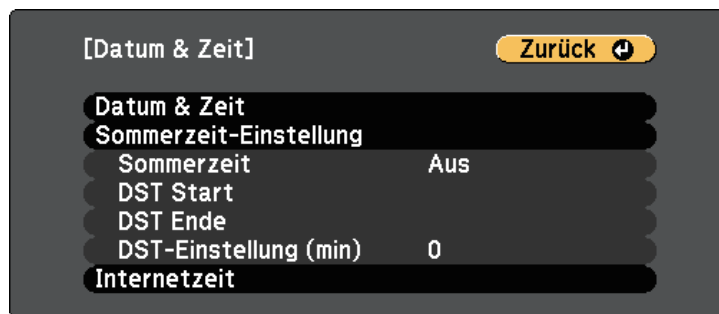 [Datum & Zeit] Zurück
Datum & Zeit
Sommerzeit-Einstellung
Sommerzeit Aus
DST Start
DST Ende
DST-Einstellung (min) 0
Internetzeit